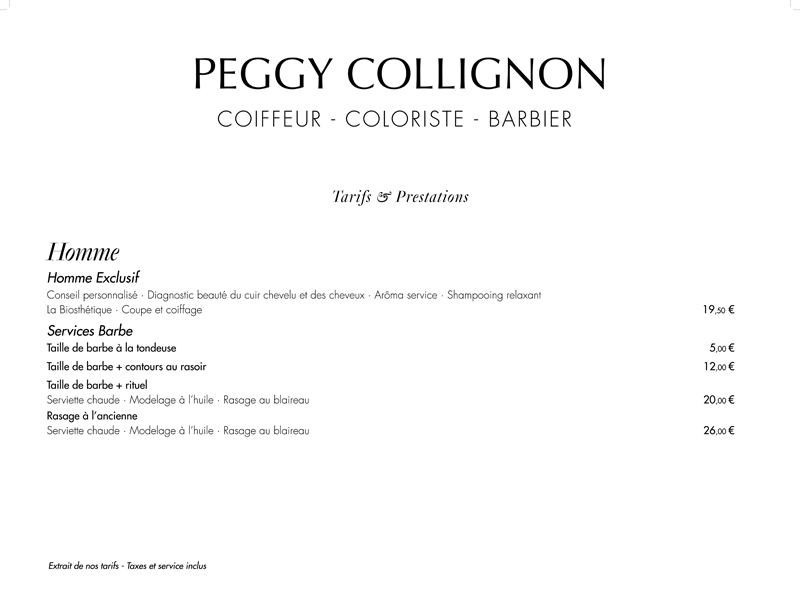 PEGGY COLLIGNON
COIFFEUR - COLORISTE - BARBIER
Tarifs & Prestations
Homme
Homme Exclusif
Conseil personnalisé · Diagnostic beauté du cuir chevelu et des cheveux · Arôma service · Shampooing relaxant
La Biosthétique · Coupe et coiffage 19,50 €
Services Barbe
Taille de barbe à la tondeuse 5,00 €
Taille de barbe + contours au rasoir 12,00 €
Taille de barbe + rituel
Serviette chaude · Modelage à l'huile · Rasage au blaireau 20,00 €
Rasage à l'ancienne
Serviette chaude · Modelage à l'huile · Rasage au blaireau 26,00 €
Extrait de nos tarifs - Taxes et service inclus